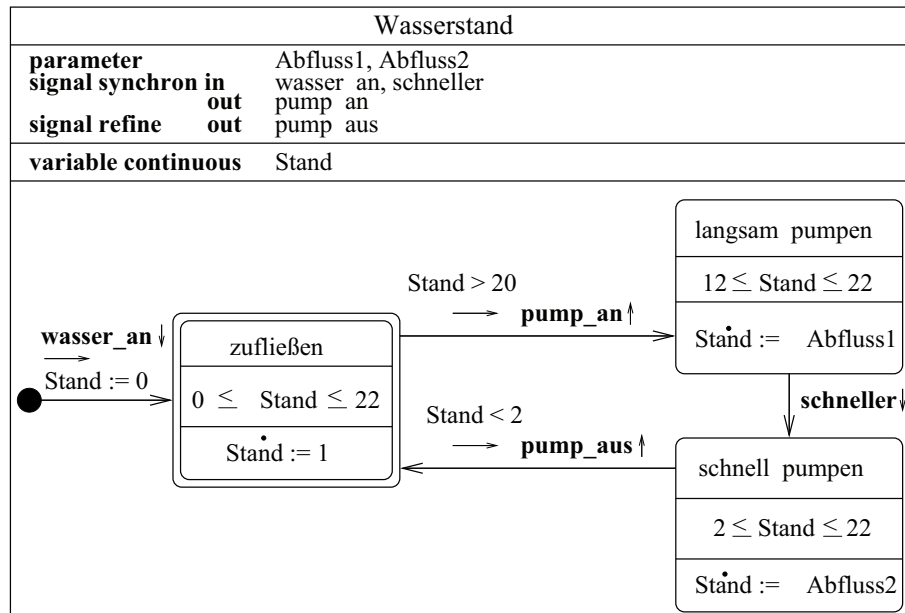 Wasserstand
parameter Abfluss1, Abfluss2
signal synchron in wasser an, schneller
out pump an
signal refine out pump aus
variable continuous Stand
langsam pumpen
12 ≤ Stand ≤ 22
Stand := Abfluss1
Stand > 20
→ pump_an ↑
wasser_an ↓
→
Stand := 0
zufließen
0 ≤ Stand ≤ 22
Stand := 1
schneller ↓
Stand < 2
→ pump_aus ↑
schnell pumpen
2 ≤ Stand ≤ 22
Stand := Abfluss2